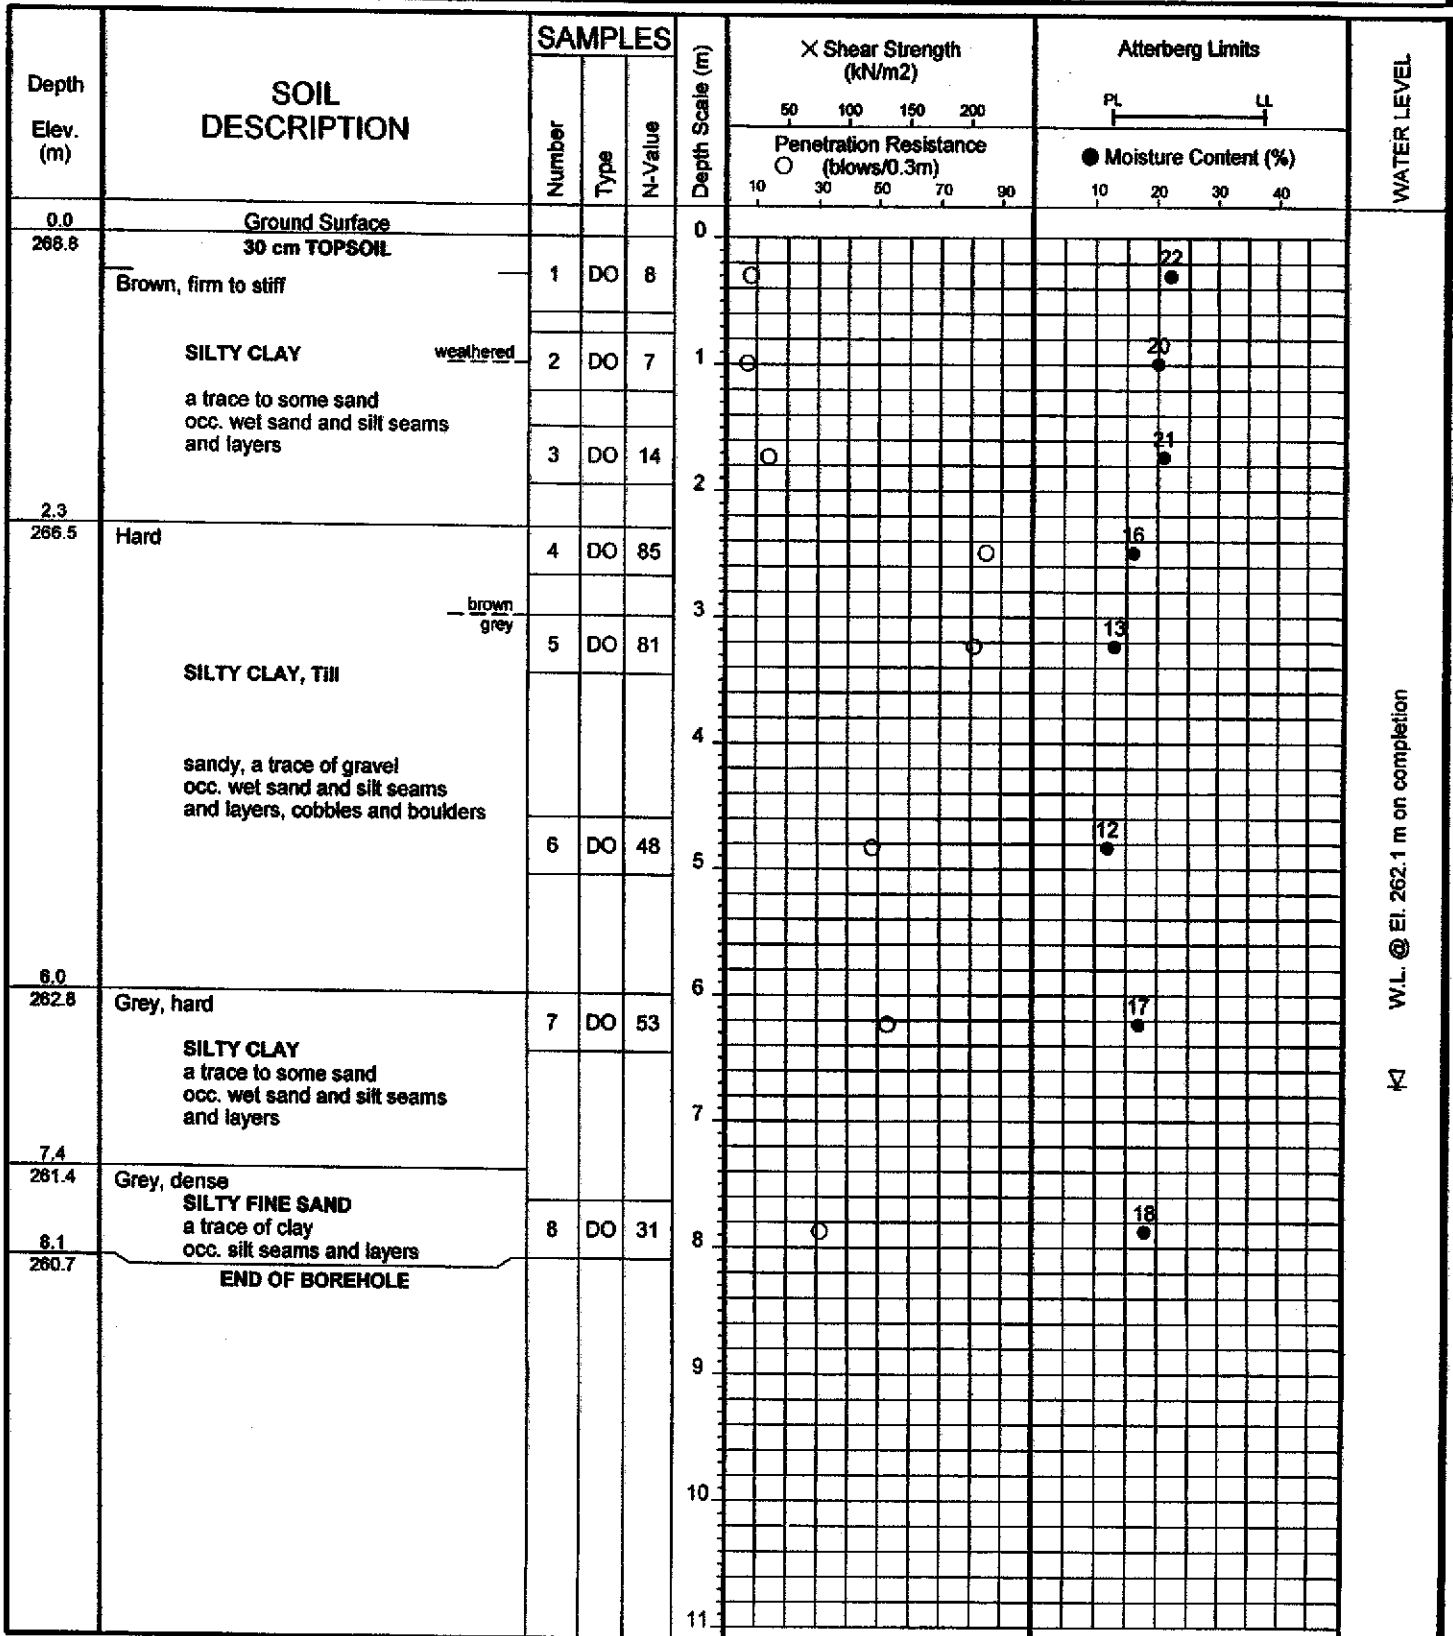 Depth
Elev.
(m)
SOIL
DESCRIPTION
SAMPLES
Number
Type
N-Value
Depth Scale (m)
× Shear Strength
(kN/m2)
50 100 150 200
Penetration Resistance
○ (blows/0.3m)
10 30 50 70 90
Atterberg Limits
PL LL
● Moisture Content (%)
10 20 30 40
WATER LEVEL
0.0
268.8
Ground Surface
30 cm TOPSOIL
Brown, firm to stiff
SILTY CLAY
weathered
a trace to some sand
occ. wet sand and silt seams
and layers
2.3
266.5
Hard
brown
grey
SILTY CLAY, Till
sandy, a trace of gravel
occ. wet sand and silt seams
and layers, cobbles and boulders
6.0
262.8
Grey, hard
SILTY CLAY
a trace to some sand
occ. wet sand and silt seams
and layers
7.4
261.4
Grey, dense
SILTY FINE SAND
a trace of clay
occ. silt seams and layers
8.1
260.7
END OF BOREHOLE
1 DO 8
2 DO 7
3 DO 14
4 DO 85
5 DO 81
6 DO 48
7 DO 53
8 DO 31
0
1
2
3
4
5
6
7
8
9
10
11
22
20
21
16
13
12
17
18
W.L. @ El. 262.1 m on completion